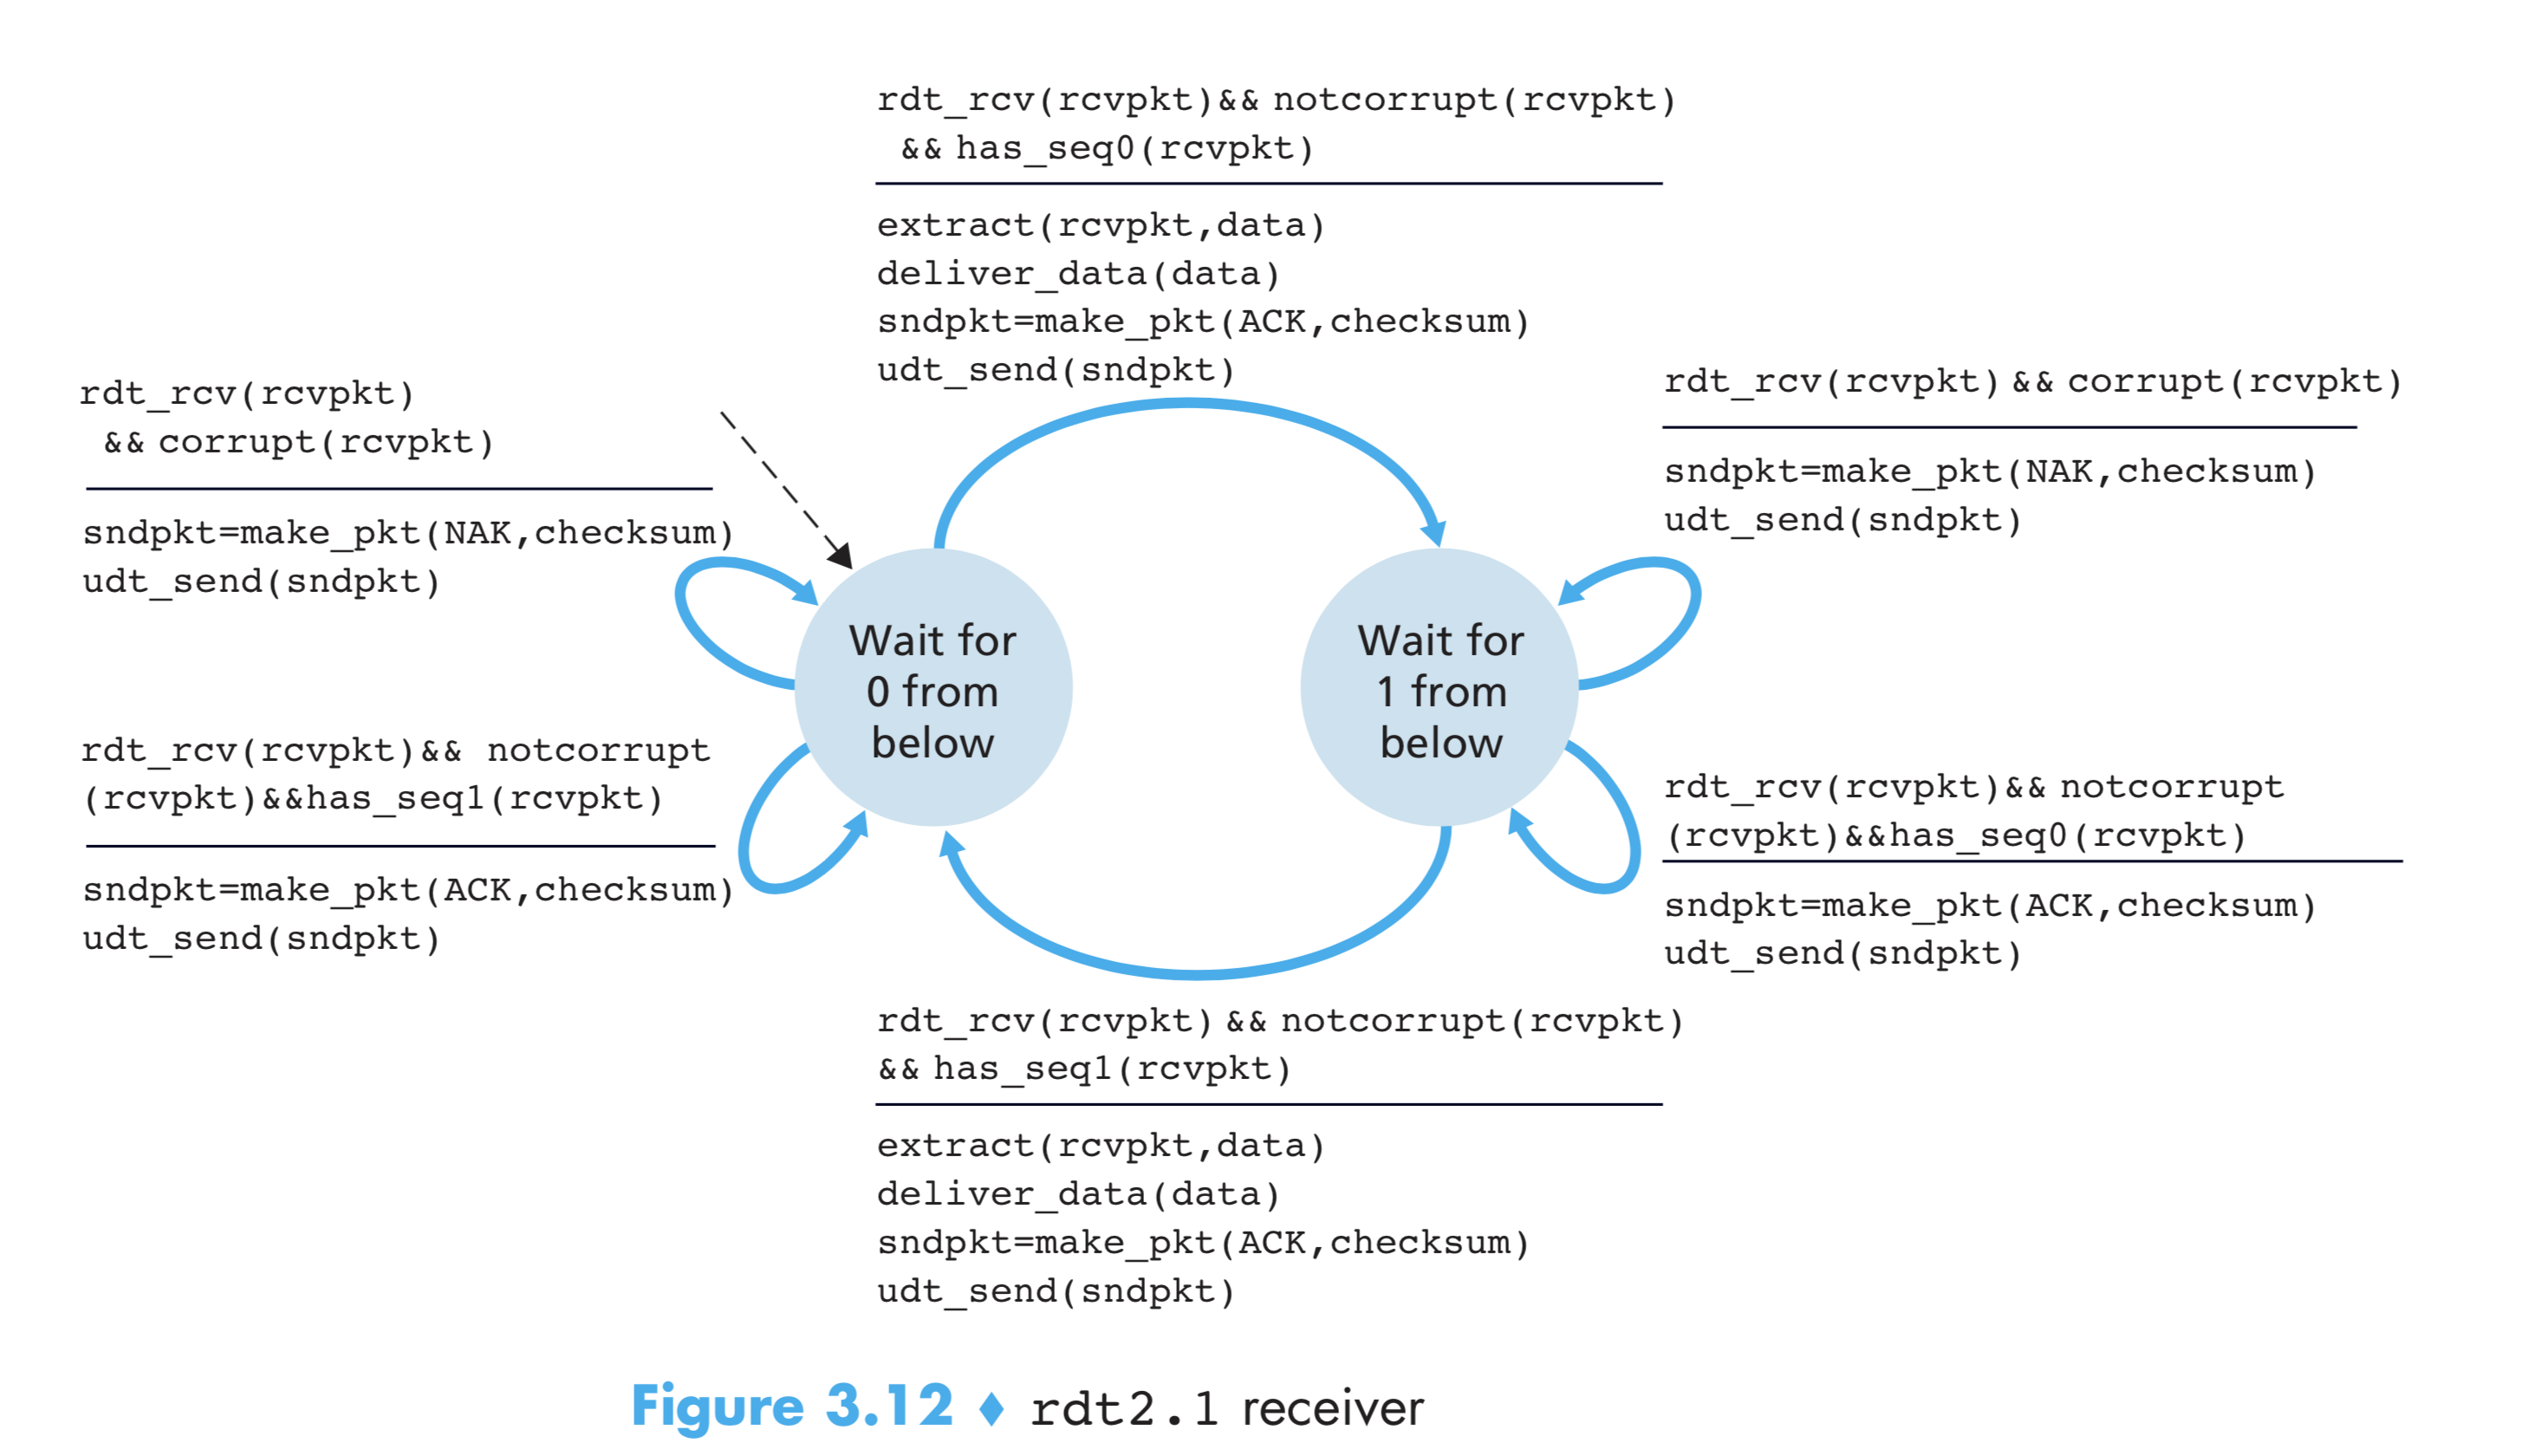 rdt_rcv(rcvpkt)&& notcorrupt(rcvpkt)
&& has_seq0(rcvpkt)
extract(rcvpkt,data)
deliver_data(data)
sndpkt=make_pkt(ACK,checksum)
udt_send(sndpkt)
rdt_rcv(rcvpkt)
&& corrupt(rcvpkt)
sndpkt=make_pkt(NAK,checksum)
udt_send(sndpkt)
rdt_rcv(rcvpkt) && corrupt(rcvpkt)
sndpkt=make_pkt(NAK,checksum)
udt_send(sndpkt)
Wait for
0 from
below
Wait for
1 from
below
rdt_rcv(rcvpkt)&& notcorrupt
(rcvpkt)&&has_seq1(rcvpkt)
sndpkt=make_pkt(ACK,checksum)
udt_send(sndpkt)
rdt_rcv(rcvpkt)&& notcorrupt
(rcvpkt)&&has_seq0(rcvpkt)
sndpkt=make_pkt(ACK,checksum)
udt_send(sndpkt)
rdt_rcv(rcvpkt) && notcorrupt(rcvpkt)
&& has_seq1(rcvpkt)
extract(rcvpkt,data)
deliver_data(data)
sndpkt=make_pkt(ACK,checksum)
udt_send(sndpkt)
Figure 3.12 ♦ rdt2.1 receiver